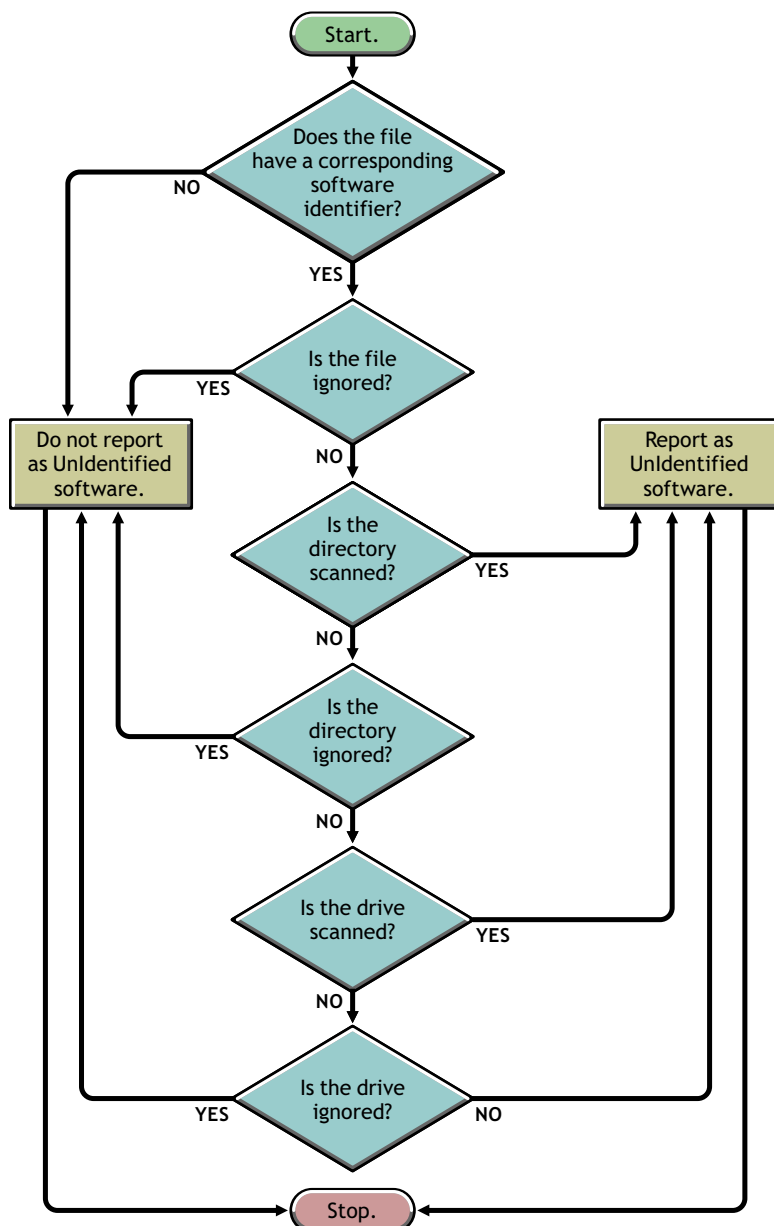 Start.
Does the file
have a corresponding
software
identifier?
NO
YES
Is the file
ignored?
YES
NO
Do not report
as UnIdentified
software.
Report as
UnIdentified
software.
Is the
directory
scanned?
YES
NO
Is the
directory
ignored?
YES
NO
Is the drive
scanned?
YES
NO
Is the drive
ignored?
YES
NO
Stop.